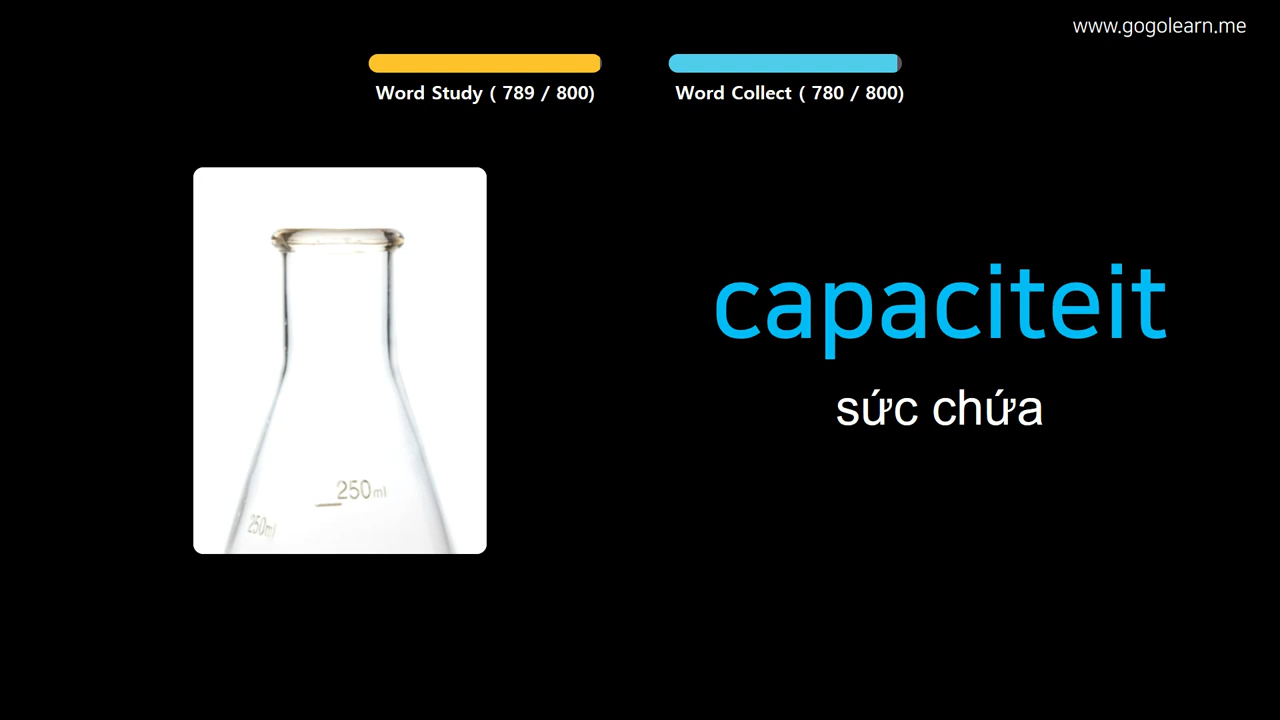 www.gogolearn.me
Word Study ( 789 / 800)
Word Collect ( 780 / 800)
capaciteit
sức chứa
250ml
250ml